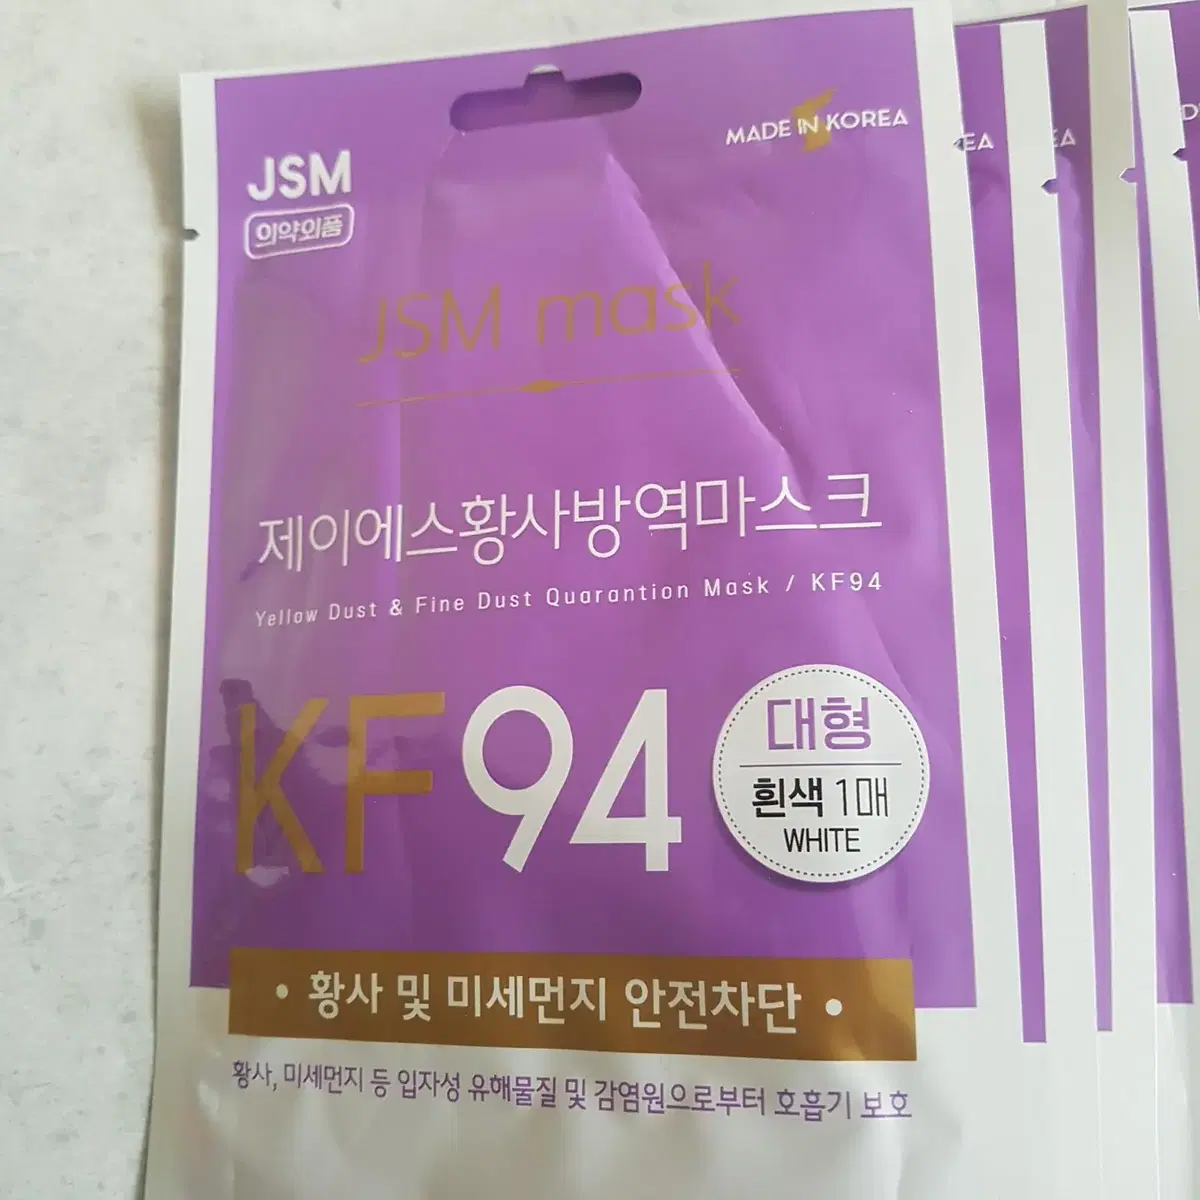 MADE IN KOREA
JSM
의약외품
JSM mask
제이에스황사방역마스크
Yellow Dust & Fine Dust Quarantion Mask / KF94
KF94
대형
흰색 1매
WHITE
• 황사 및 미세먼지 안전차단 •
황사, 미세먼지 등 입자성 유해물질 및 감염원으로부터 호흡기 보호
EA
EA
D